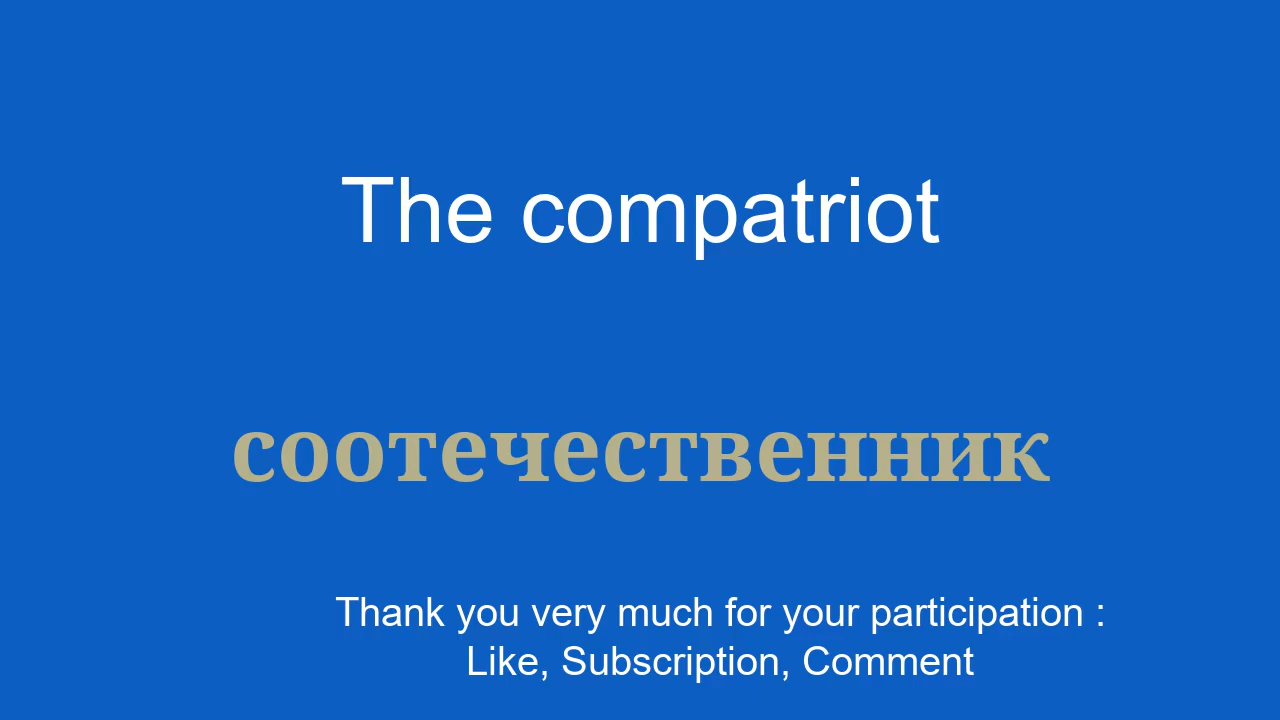 The compatriot
соотечественник
Thank you very much for your participation :
Like, Subscription, Comment